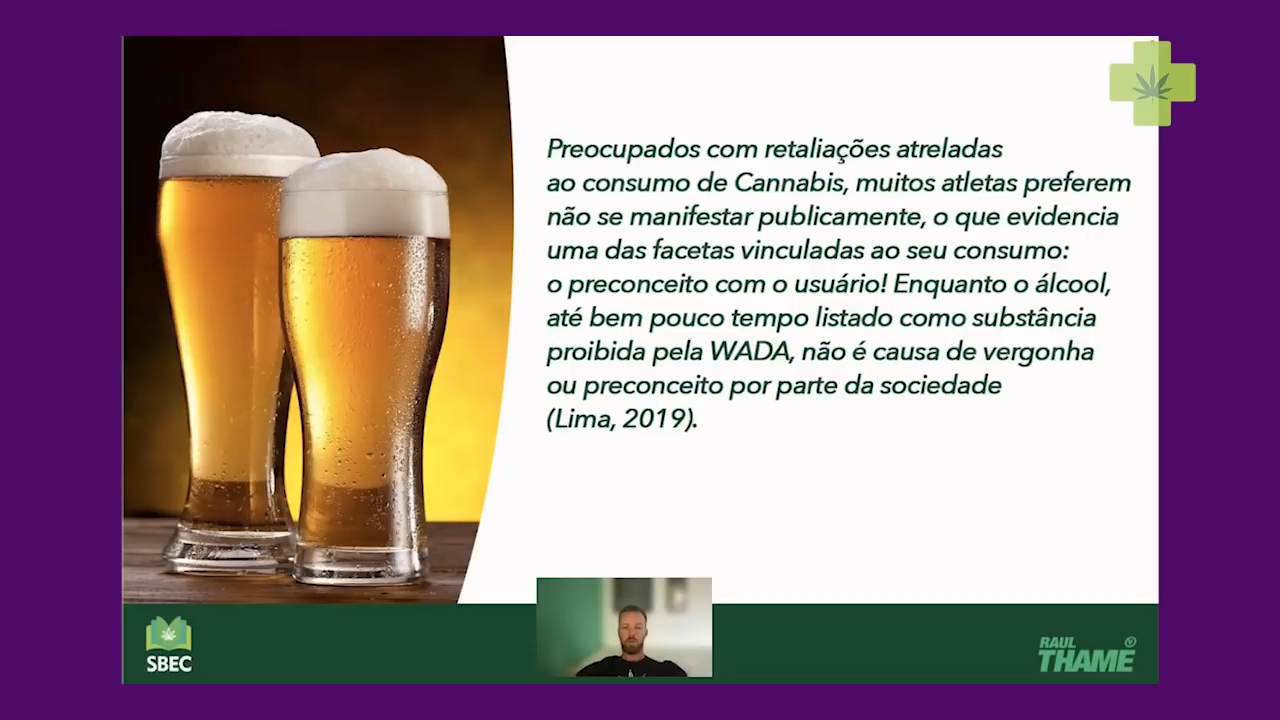 Preocupados com retaliações atreladas
ao consumo de Cannabis, muitos atletas preferem
não se manifestar publicamente, o que evidencia
uma das facetas vinculadas ao seu consumo:
o preconceito com o usuário! Enquanto o álcool,
até bem pouco tempo listado como substância
proibida pela WADA, não é causa de vergonha
ou preconceito por parte da sociedade
(Lima, 2019).
SBEC
RAUL
THAME